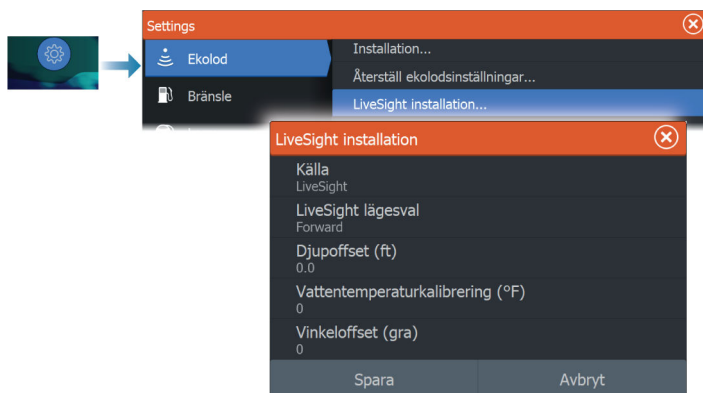 Settings
Ekolod
Bränsle
Installation...
Återställ ekolodsinställningar...
LiveSight installation...
LiveSight installation
Källa
LiveSight
LiveSight lägesval
Forward
Djupoffset (ft)
0.0
Vattentemperaturkalibrering (°F)
0
Vinkeloffset (gra)
0
Spara
Avbryt